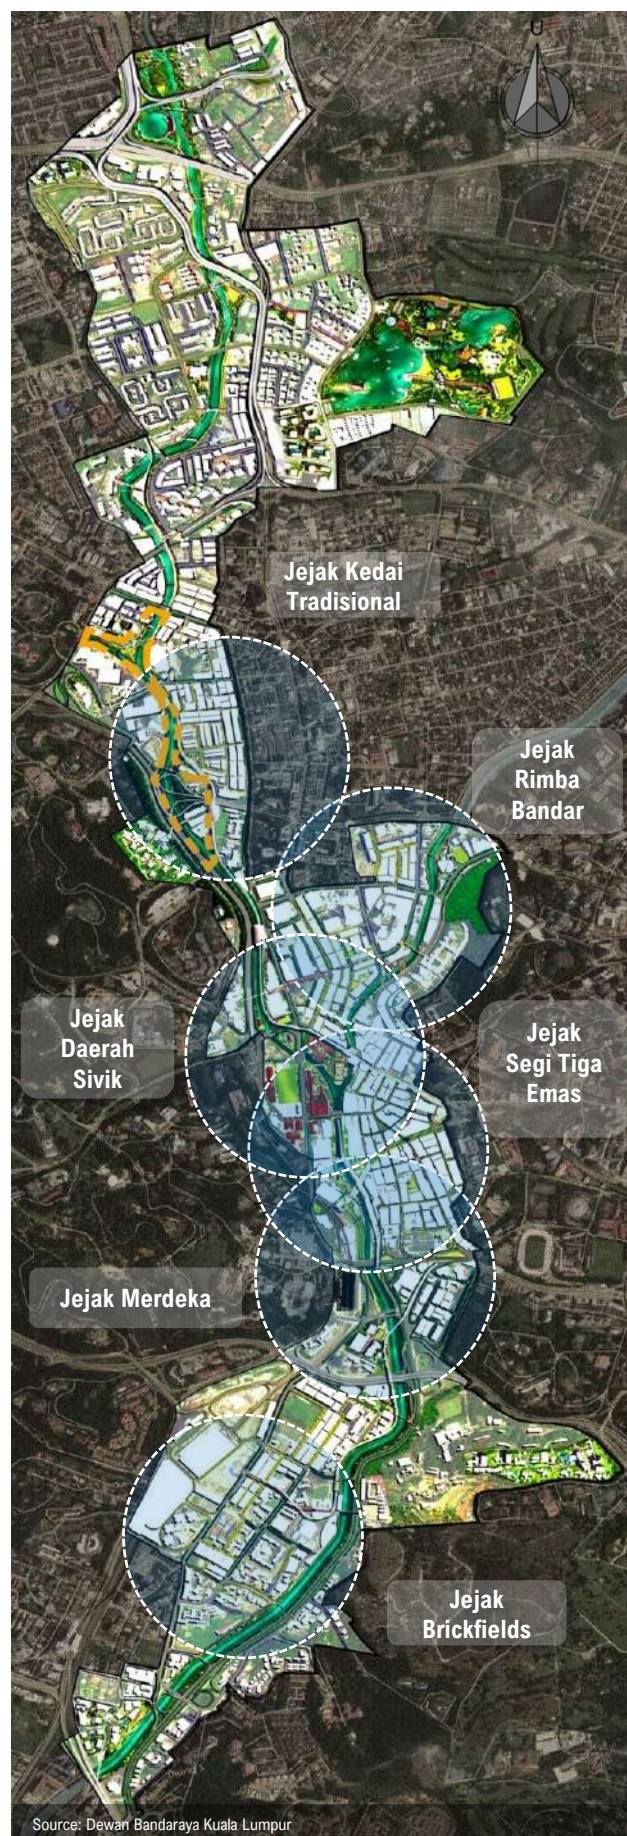 U
Jejak Kedai
Tradisional
Jejak
Rimba
Bandar
Jejak
Daerah
Sivik
Jejak
Segi Tiga
Emas
Jejak Merdeka
Jejak
Brickfields
Source: Dewan Bandaraya Kuala Lumpur